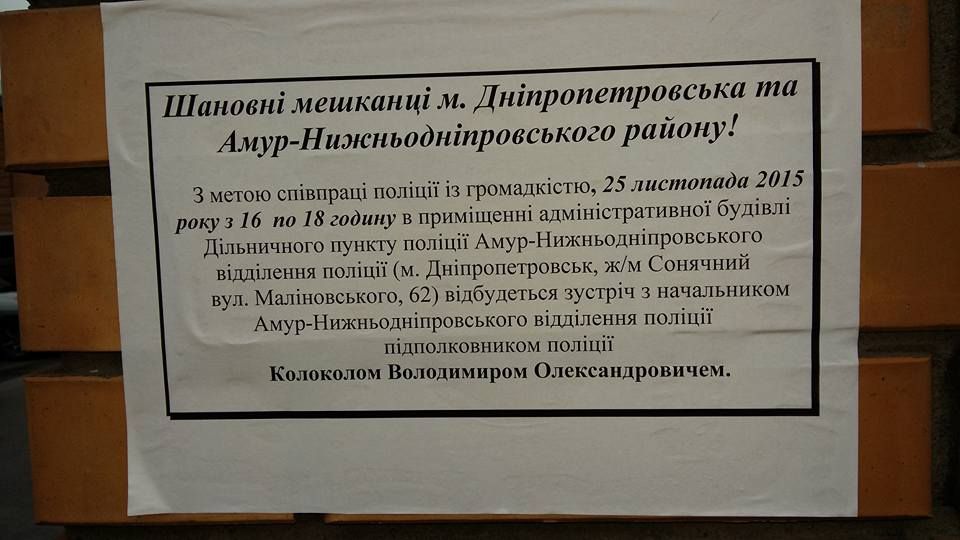 Шановні мешканці м. Дніпропетровська та
Амур-Нижньодніпровського району!
З метою співпраці поліції із громадкістю, 25 листопада 2015
року з 16 по 18 годину в приміщенні адміністративної будівлі
Дільничного пункту поліції Амур-Нижньодніпровського
відділення поліції (м. Дніпропетровськ, ж/м Сонячний
вул. Маліновського, 62) відбудеться зустріч з начальником
Амур-Нижньодніпровського відділення поліції
підполковником поліції
Колоколом Володимиром Олександровичем.